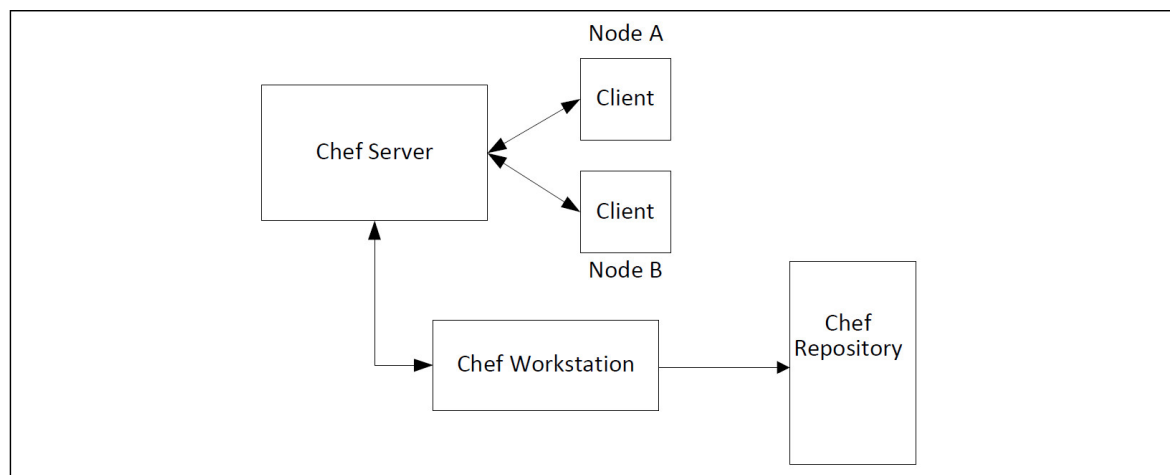 Node A
Client
Chef Server
Client
Node B
Chef
Repository
Chef Workstation